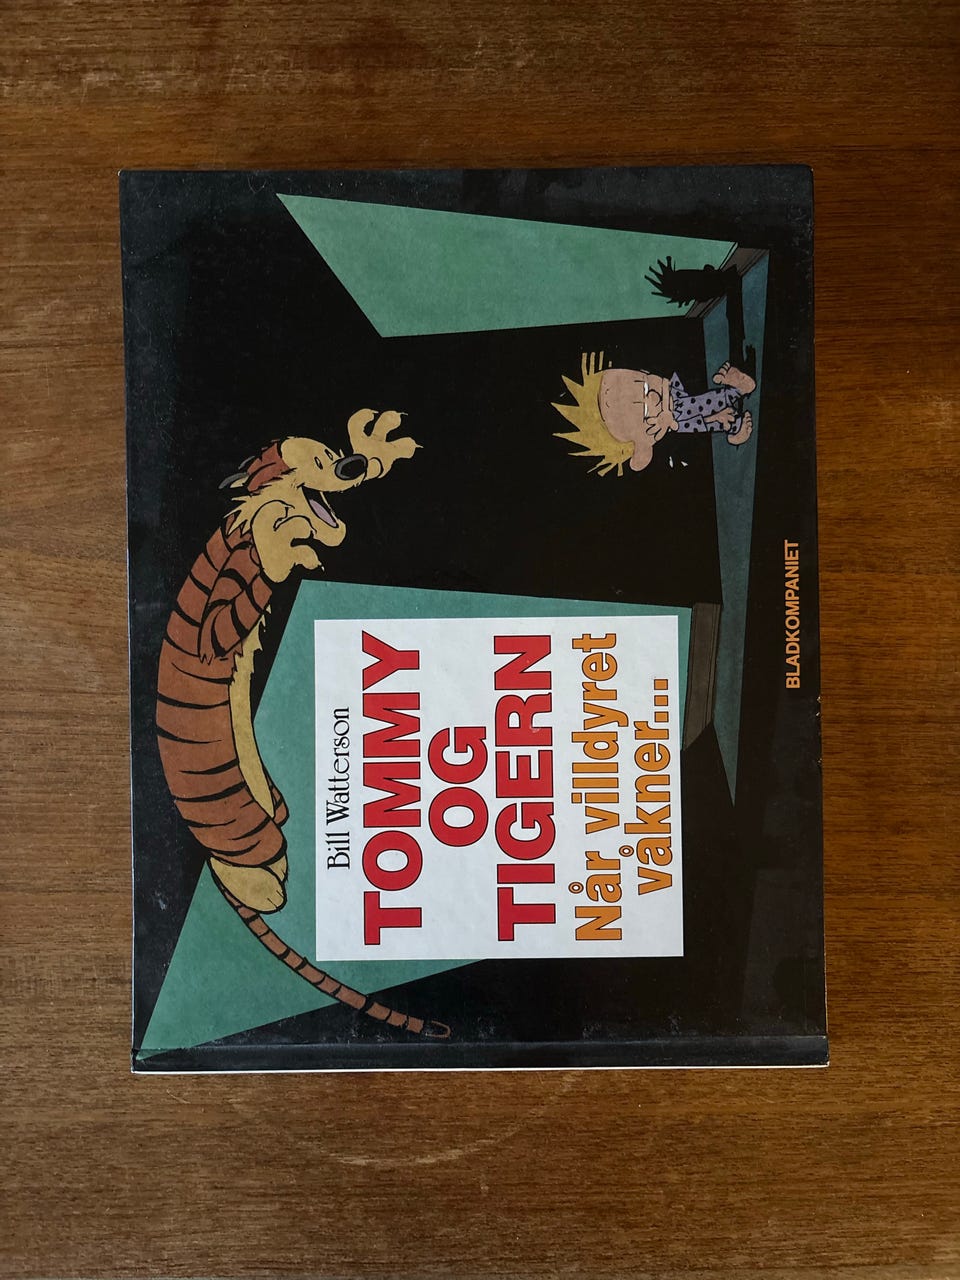 Bill Watterson
TOMMY
OG
TIGERN
Når villdyret
våkner...
BLADKOMPANIET